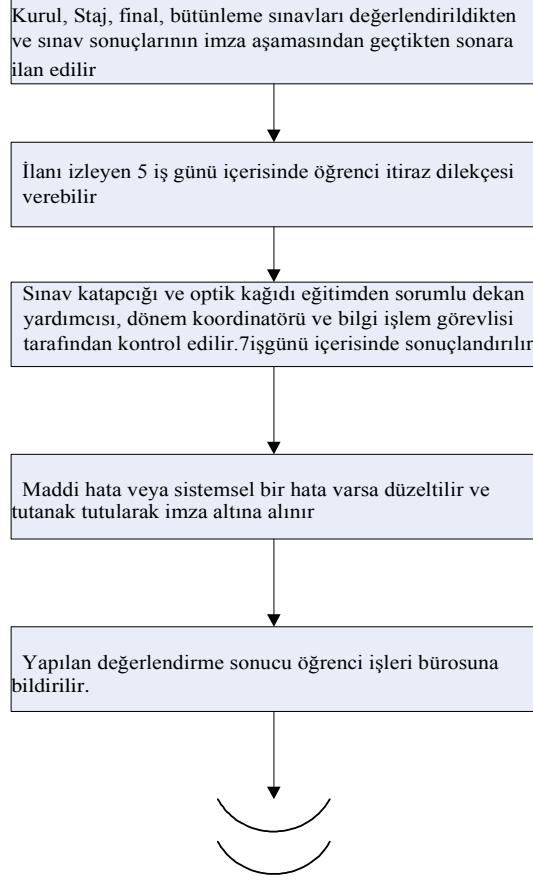 Kurul, Staj, final, bütünleme sınavları değerlendirildikten
ve sınav sonuçlarının imza aşamasından geçtikten sonara
ilan edilir
İlanı izleyen 5 iş günü içerisinde öğrenci itiraz dilekçesi
verebilir
Sınav katapcığı ve optik kağıdı eğitimden sorumlu dekan
yardımcısı, dönem koordinatörü ve bilgi işlem görevlisi
tarafından kontrol edilir.7işgünü içerisinde sonuçlandırılır
Maddi hata veya sistemsel bir hata varsa düzeltilir ve
tutanak tutularak imza altına alınır
Yapılan değerlendirme sonucu öğrenci işleri bürosuna
bildirilir.